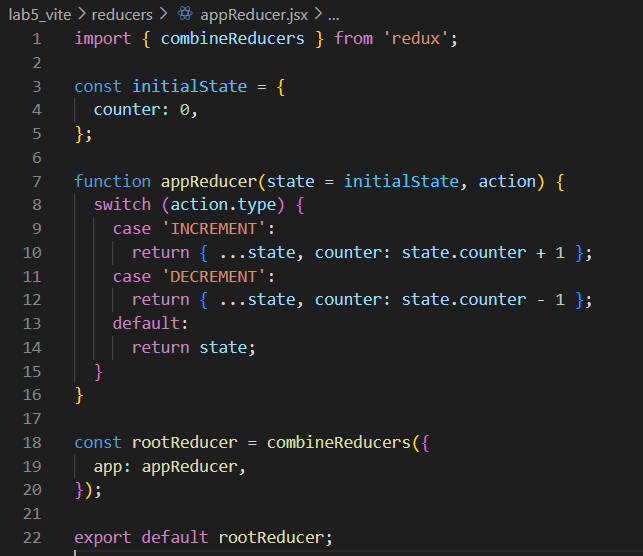 lab5_vite > reducers > appReducer.jsx > ...
1 import { combineReducers } from 'redux';
2
3 const initialState = {
4   counter: 0,
5 };
6
7 function appReducer(state = initialState, action) {
8   switch (action.type) {
9     case 'INCREMENT':
10       return { ...state, counter: state.counter + 1 };
11     case 'DECREMENT':
12       return { ...state, counter: state.counter - 1 };
13     default:
14       return state;
15   }
16 }
17
18 const rootReducer = combineReducers({
19   app: appReducer,
20 });
21
22 export default rootReducer;